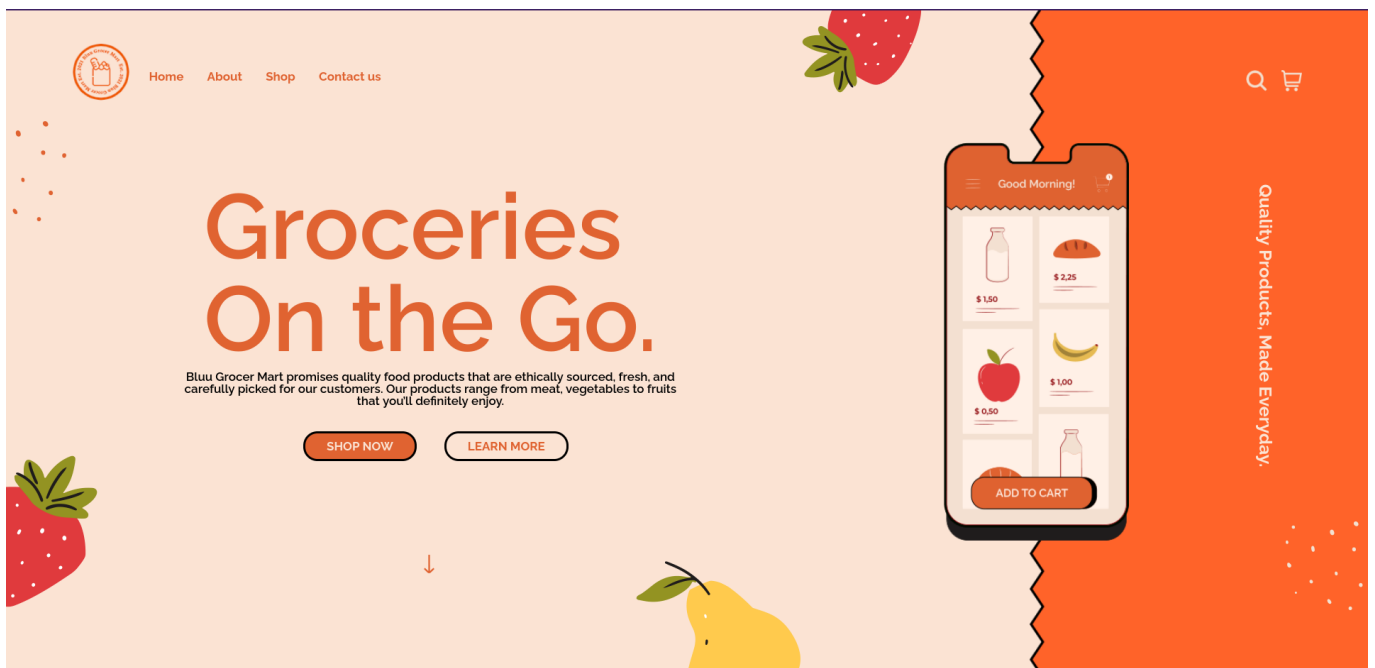 Home About Shop Contact us
Groceries
On the Go.
Bluu Grocer Mart promises quality food products that are ethically sourced, fresh, and
carefully picked for our customers. Our products range from meat, vegetables to fruits
that you'll definitely enjoy.
SHOP NOW LEARN MORE
Good Morning!
$ 2,25
$ 1,50
$ 1,00
$ 0,50
ADD TO CART
Quality Products, Made Everyday.